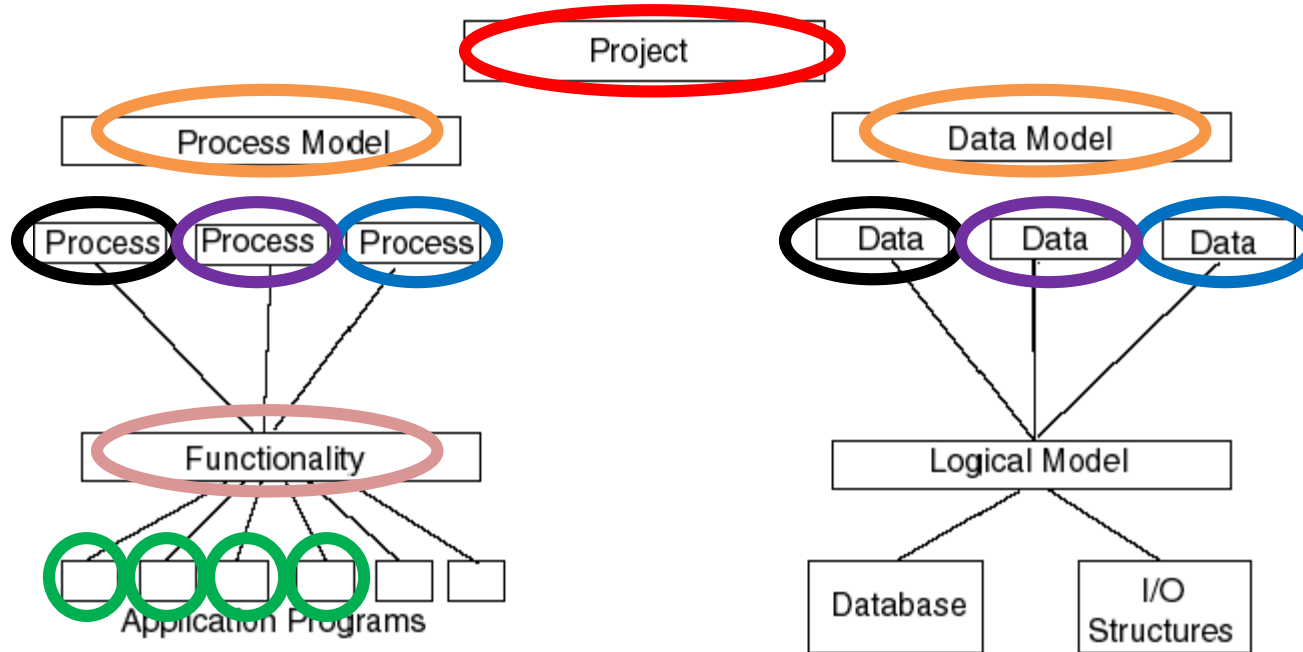 Project
Process Model
Data Model
Process
Process
Process
Data
Data
Data
Functionality
Logical Model
Application Programs
Database
I/O
Structures